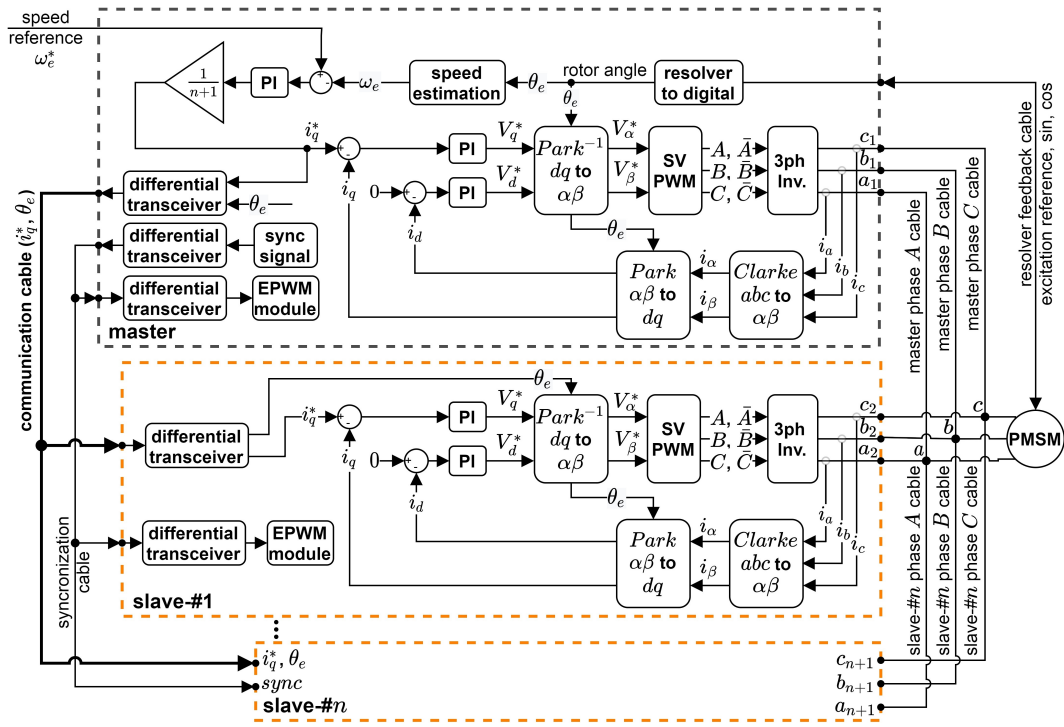 speed
reference
ω*e
1
n+1
PI
+
-
ωe
speed
estimation
θe
rotor angle
θe
resolver
to digital
i*q
+
-
PI
V*q
Park⁻¹
dq to
αβ
V*α
SV
PWM
A, Ā
B, B̄
C, C̄
3ph
Inv.
c1
b1
a1
iq
0
+
-
PI
V*d
V*β
id
differential
transceiver
θe
differential
transceiver
sync
signal
differential
transceiver
EPWM
module
master
θe
Park
αβ to
dq
iα
iβ
Clarke
abc to
αβ
ia
ib
ic
communication cable (i*q, θe)
master phase A cable
master phase B cable
master phase C cable
resolver feedback cable
excitation reference, sin, cos
θe
differential
transceiver
i*q
+
-
PI
V*q
Park⁻¹
dq to
αβ
V*α
SV
PWM
A, Ā
B, B̄
C, C̄
3ph
Inv.
c2
b2
a2
c
b
a
PMSM
iq
0
+
-
PI
V*d
V*β
id
differential
transceiver
EPWM
module
θe
Park
αβ to
dq
iα
iβ
Clarke
abc to
αβ
ia
ib
ic
slave-#1
syncronization
cable
slave-#n phase A cable
slave-#n phase B cable
slave-#n phase C cable
i*q, θe
sync
slave-#n
cn+1
bn+1
an+1